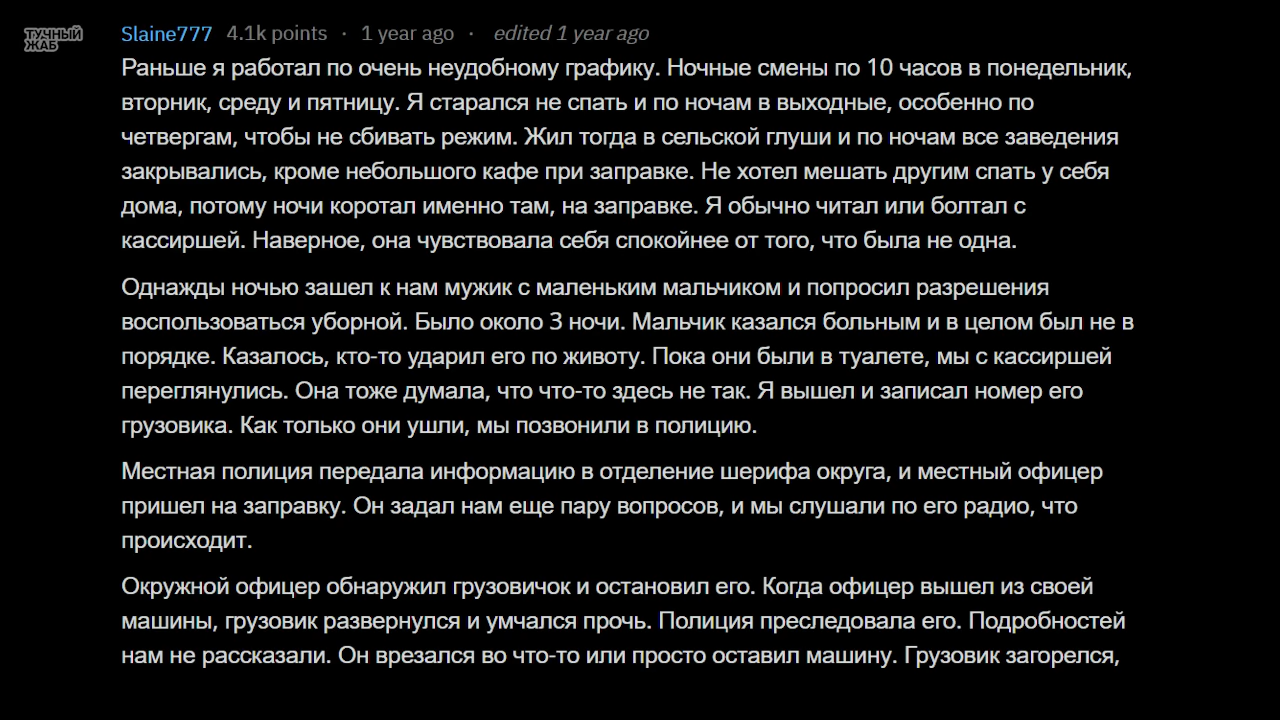 ТУЧНЫЙ
ЖАБ
Slaine777 4.1k points · 1 year ago · edited 1 year ago
Раньше я работал по очень неудобному графику. Ночные смены по 10 часов в понедельник,
вторник, среду и пятницу. Я старался не спать и по ночам в выходные, особенно по
четвергам, чтобы не сбивать режим. Жил тогда в сельской глуши и по ночам все заведения
закрывались, кроме небольшого кафе при заправке. Не хотел мешать другим спать у себя
дома, потому ночи коротал именно там, на заправке. Я обычно читал или болтал с
кассиршей. Наверное, она чувствовала себя спокойнее от того, что была не одна.
Однажды ночью зашел к нам мужик с маленьким мальчиком и попросил разрешения
воспользоваться уборной. Было около 3 ночи. Мальчик казался больным и в целом был не в
порядке. Казалось, кто-то ударил его по животу. Пока они были в туалете, мы с кассиршей
переглянулись. Она тоже думала, что что-то здесь не так. Я вышел и записал номер его
грузовика. Как только они ушли, мы позвонили в полицию.
Местная полиция передала информацию в отделение шерифа округа, и местный офицер
пришел на заправку. Он задал нам еще пару вопросов, и мы слушали по его радио, что
происходит.
Окружной офицер обнаружил грузовичок и остановил его. Когда офицер вышел из своей
машины, грузовик развернулся и умчался прочь. Полиция преследовала его. Подробностей
нам не рассказали. Он врезался во что-то или просто оставил машину. Грузовик загорелся,